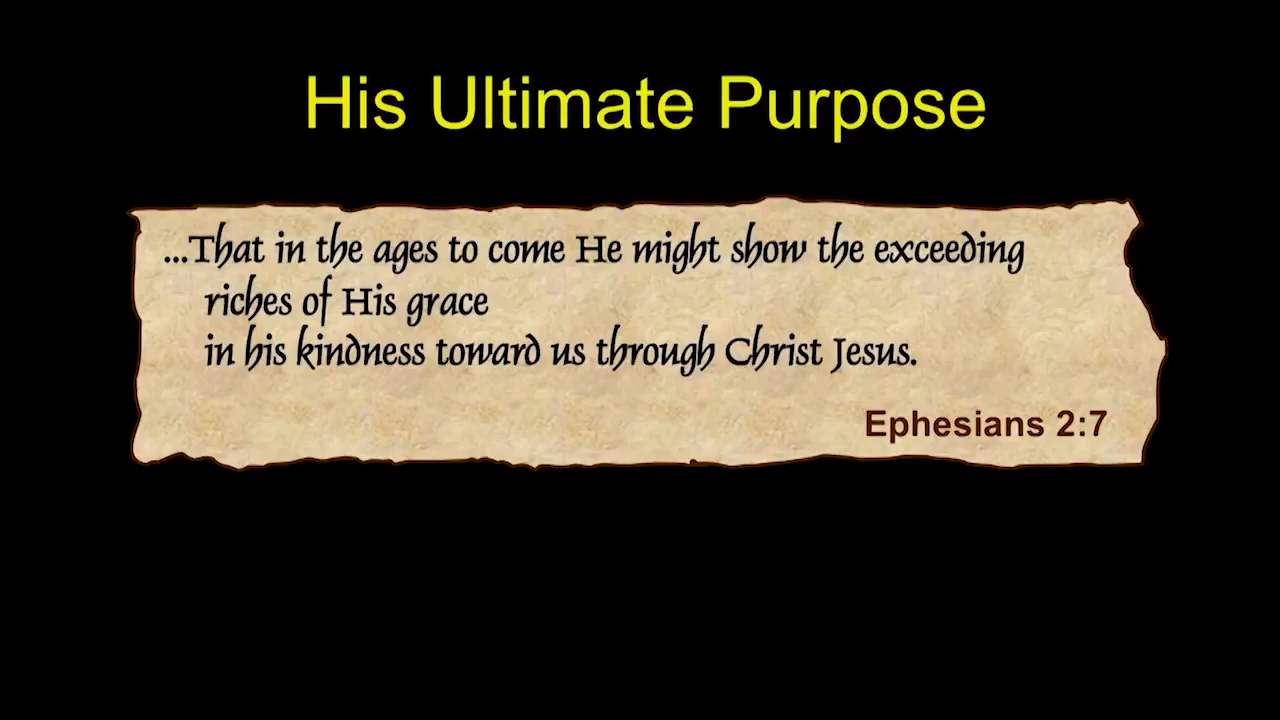 His Ultimate Purpose
...That in the ages to come He might show the exceeding
riches of His grace
in his kindness toward us through Christ Jesus.
Ephesians 2:7